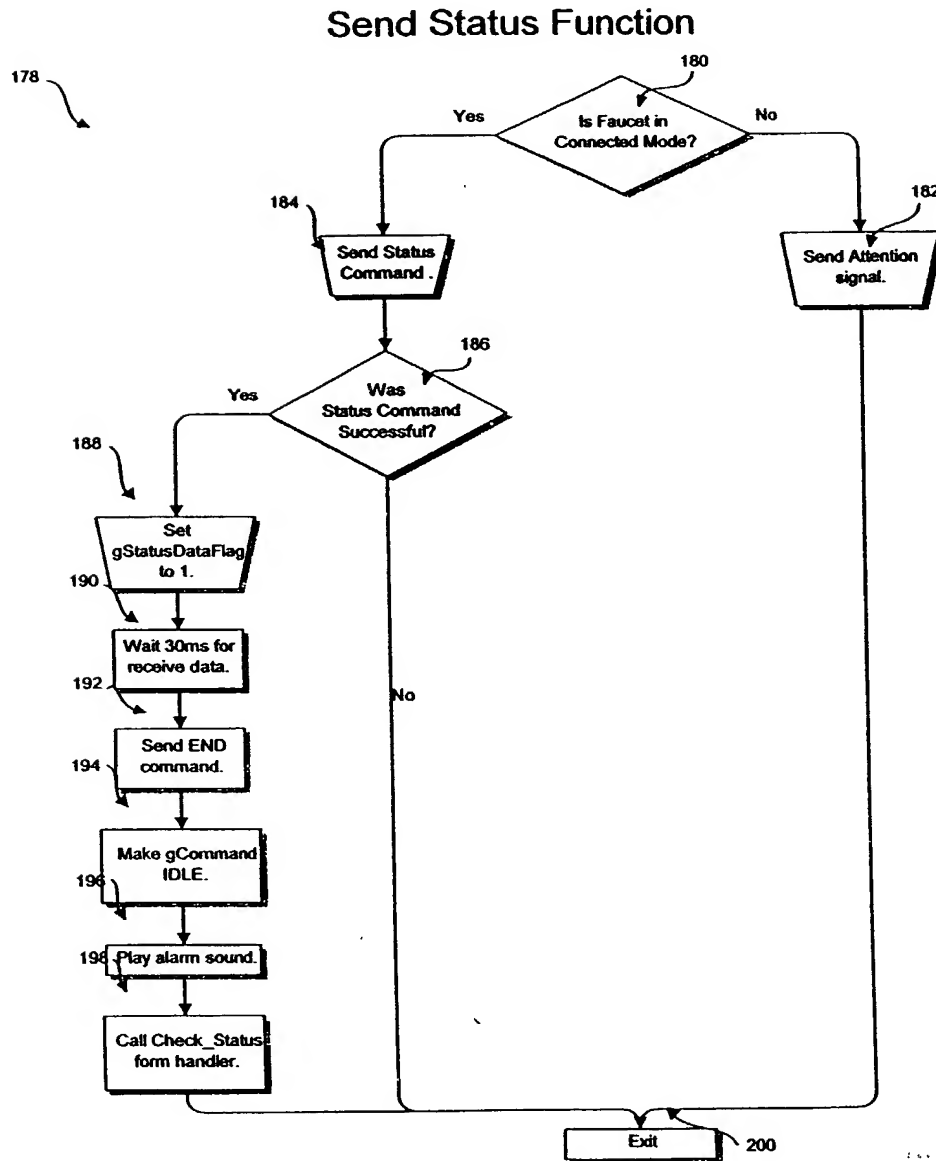 Send Status Function
178
180
Is Faucet in
Connected Mode?
Yes
No
184
Send Status
Command .
182
Send Attention
signal.
186
Was
Status Command
Successful?
Yes
No
188
Set
gStatusDataFlag
to 1.
190
Wait 30ms for
receive data.
192
Send END
command.
194
Make gCommand
IDLE.
196
Play alarm sound.
198
Call Check_Status
form handler.
Exit
200